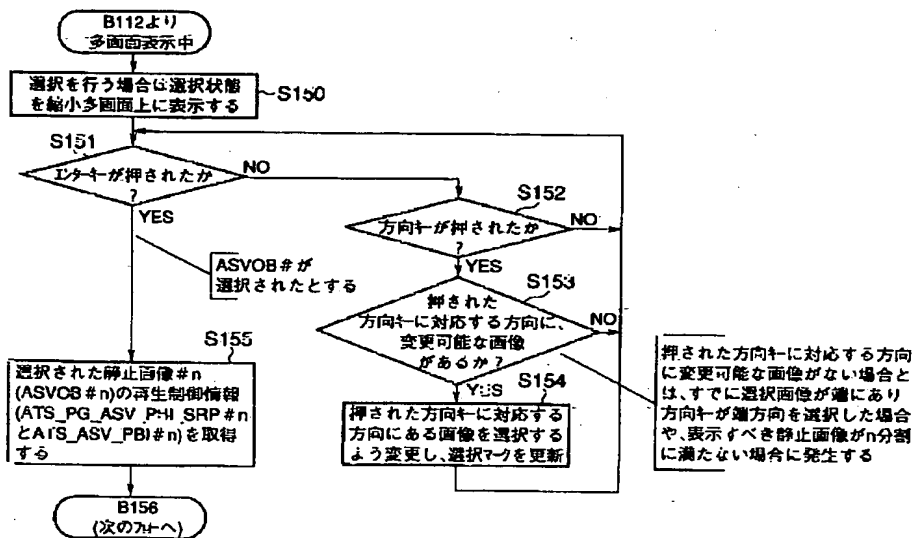 B112より
多画面表示中
選択を行う場合は選択状態
を縮小多画面上に表示する
S150
S151
エンターキーが押されたか
?
NO
YES
S152
方向キーが押されたか
?
NO
YES
ASVOB#が
選択されたとする
S153
押された
方向キーに対応する方向に、
変更可能な画像
があるか?
NO
YES
S154
押された方向キーに対応する
方向にある画像を選択する
よう変更し、選択マークを更新
押された方向キーに対応する方向
に変更可能な画像がない場合と
は、すでに選択画像が端にあり
方向キーが端方向を選択した場合
や、表示すべき静止画像がn分割
に満たない場合に発生する
S155
選択された静止画像#n
(ASVOB#n)の再生制御情報
(ATS_PG_ASV_PHI_SRP#n
とATS_ASV_PBI#n)を取得
する
B156
(次のフローへ)